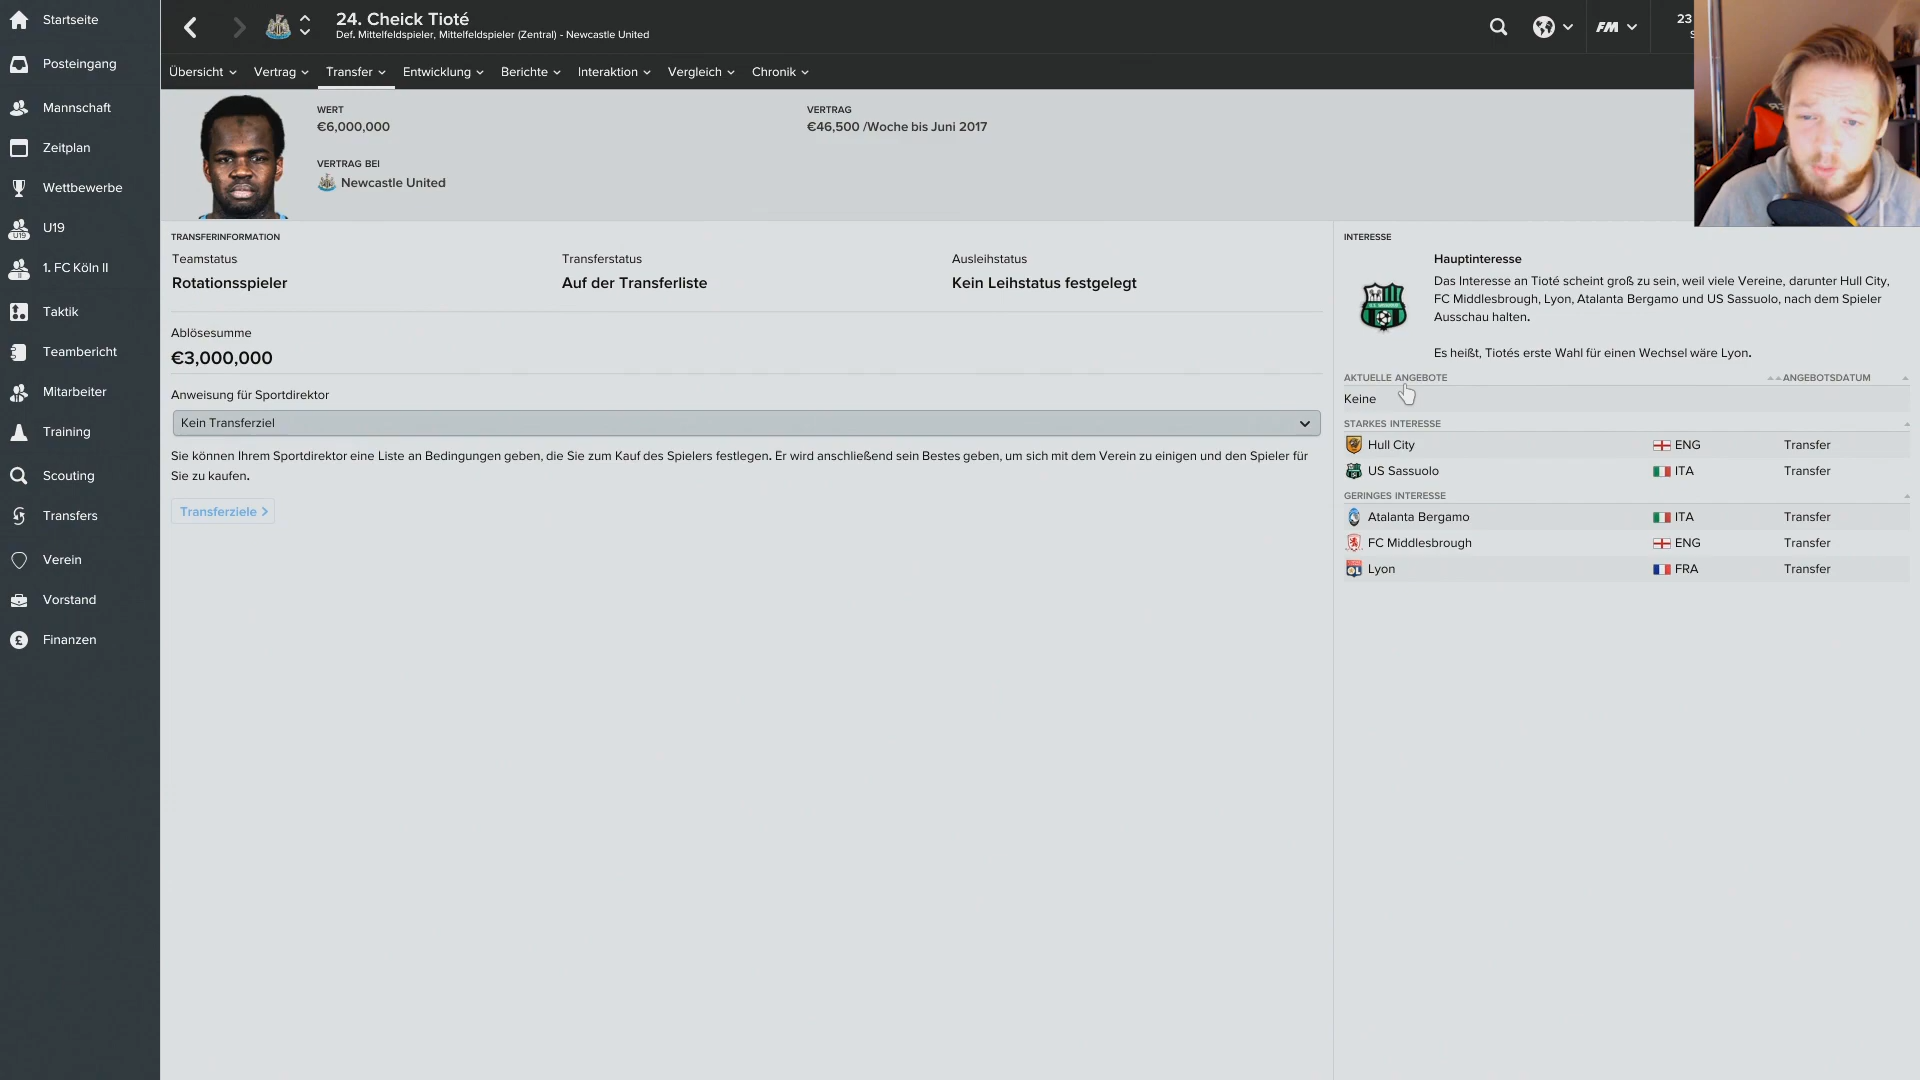 Startseite
Posteingang
Mannschaft
Zeitplan
Wettbewerbe
U19
1. FC Köln II
Taktik
Teambericht
Mitarbeiter
Training
Scouting
Transfers
Verein
Vorstand
Finanzen
24. Cheick Tioté
Def. Mittelfeldspieler, Mittelfeldspieler (Zentral) - Newcastle United
FM
23
Übersicht
Vertrag
Transfer
Entwicklung
Berichte
Interaktion
Vergleich
Chronik
WERT
€6,000,000
VERTRAG BEI
Newcastle United
VERTRAG
€46,500 /Woche bis Juni 2017
TRANSFERINFORMATION
Teamstatus
Rotationsspieler
Transferstatus
Auf der Transferliste
Ausleihstatus
Kein Leihstatus festgelegt
Ablösesumme
€3,000,000
Anweisung für Sportdirektor
Kein Transferziel
Sie können Ihrem Sportdirektor eine Liste an Bedingungen geben, die Sie zum Kauf des Spielers festlegen. Er wird anschließend sein Bestes geben, um sich mit dem Verein zu einigen und den Spieler für
Sie zu kaufen.
Transferziele
INTERESSE
Hauptinteresse
Das Interesse an Tioté scheint groß zu sein, weil viele Vereine, darunter Hull City,
FC Middlesbrough, Lyon, Atalanta Bergamo und US Sassuolo, nach dem Spieler
Ausschau halten.
Es heißt, Tiotés erste Wahl für einen Wechsel wäre Lyon.
AKTUELLE ANGEBOTE ANGEBOTSDATUM
Keine
STARKES INTERESSE
Hull City ENG Transfer
US Sassuolo ITA Transfer
GERINGES INTERESSE
Atalanta Bergamo ITA Transfer
FC Middlesbrough ENG Transfer
Lyon FRA Transfer